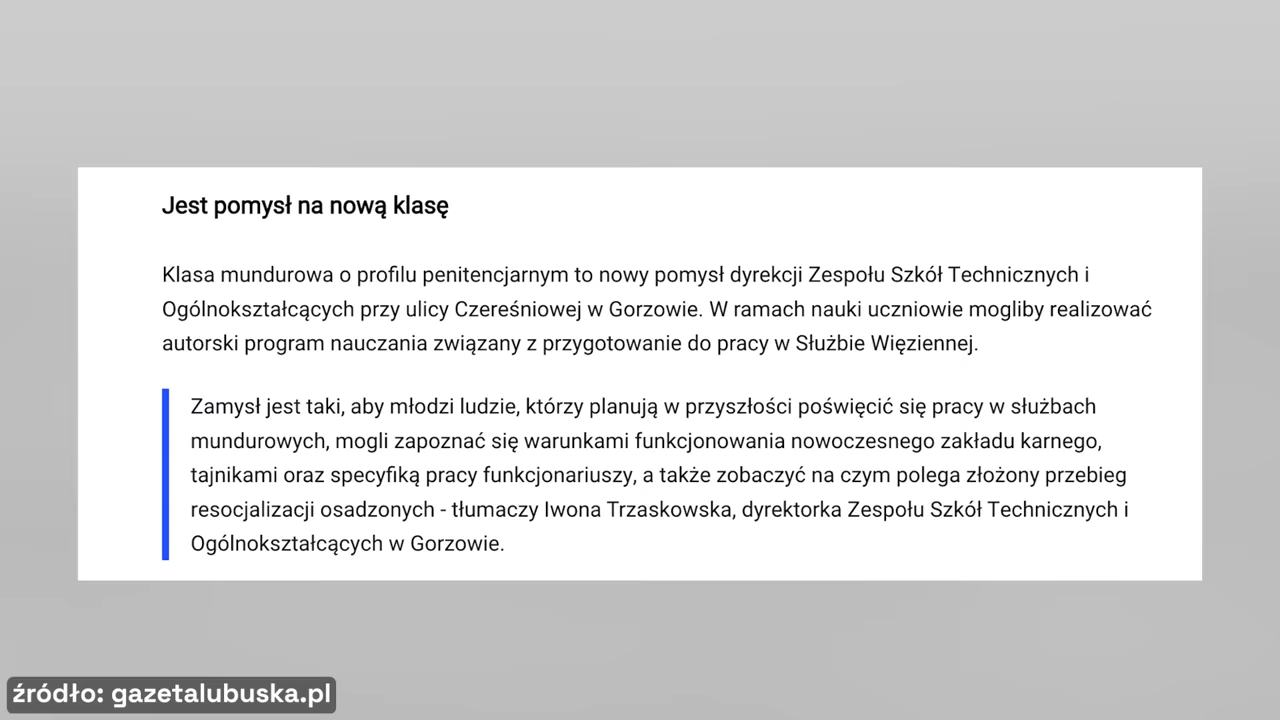 Jest pomysł na nową klasę
Klasa mundurowa o profilu penitencjarnym to nowy pomysł dyrekcji Zespołu Szkół Technicznych i
Ogólnokształcących przy ulicy Czereśniowej w Gorzowie. W ramach nauki uczniowie mogliby realizować
autorski program nauczania związany z przygotowanie do pracy w Służbie Więziennej.
Zamysł jest taki, aby młodzi ludzie, którzy planują w przyszłości poświęcić się pracy w służbach
mundurowych, mogli zapoznać się warunkami funkcjonowania nowoczesnego zakładu karnego,
tajnikami oraz specyfiką pracy funkcjonariuszy, a także zobaczyć na czym polega złożony przebieg
resocjalizacji osadzonych - tłumaczy Iwona Trzaskowska, dyrektorka Zespołu Szkół Technicznych i
Ogólnokształcących w Gorzowie.
źródło: gazetalubuska.pl